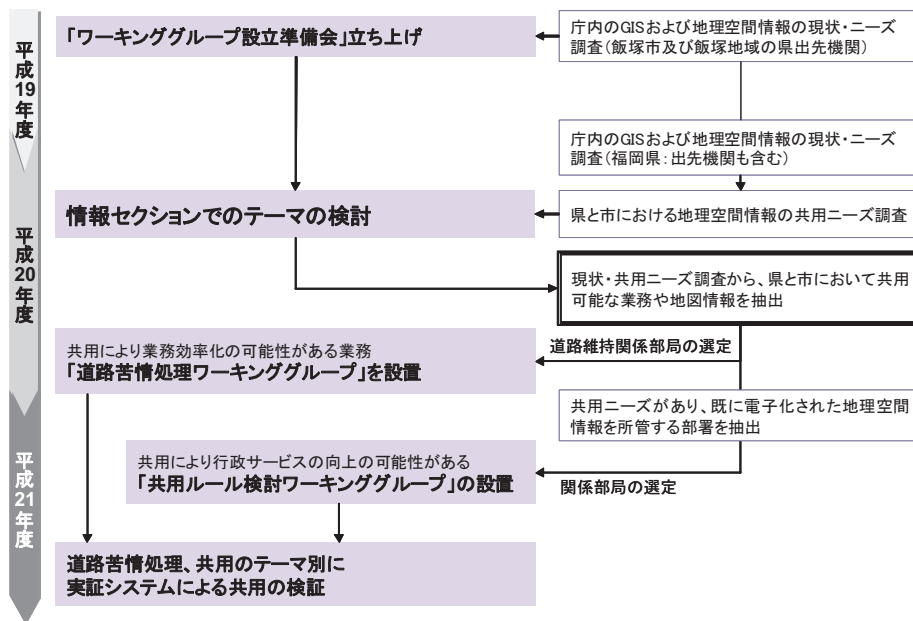 平成19年度
「ワーキンググループ設立準備会」立ち上げ
庁内のGISおよび地理空間情報の現状・ニーズ
調査(飯塚市及び飯塚地域の県出先機関)
庁内のGISおよび地理空間情報の現状・ニーズ
調査(福岡県：出先機関も含む)
平成20年度
情報セクションでのテーマの検討
県と市における地理空間情報の共用ニーズ調査
現状・共用ニーズ調査から、県と市において共用
可能な業務や地図情報を抽出
道路維持関係部局の選定
共用により業務効率化の可能性がある業務
「道路苦情処理ワーキンググループ」を設置
共用ニーズがあり、既に電子化された地理空間
情報を所管する部署を抽出
平成21年度
共用により行政サービスの向上の可能性がある
「共用ルール検討ワーキンググループ」の設置
関係部局の選定
道路苦情処理、共用のテーマ別に
実証システムによる共用の検証